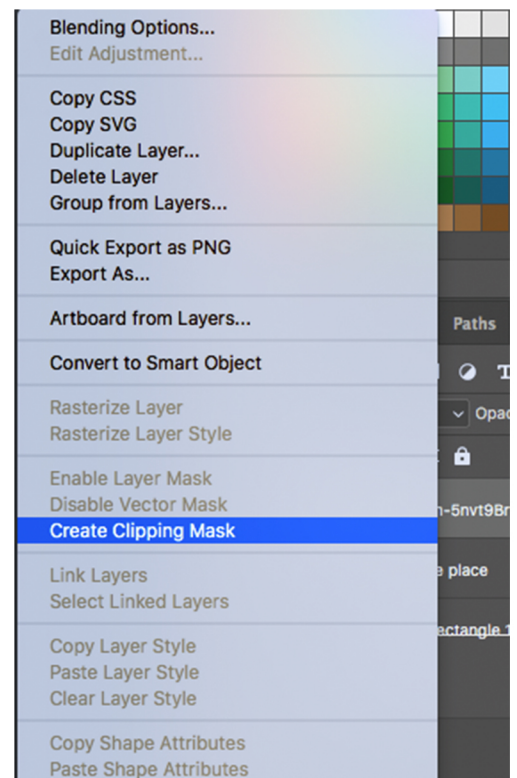 Blending Options...
Edit Adjustment...
Copy CSS
Copy SVG
Duplicate Layer...
Delete Layer
Group from Layers...
Quick Export as PNG
Export As...
Artboard from Layers...
Paths
Convert to Smart Object
T
Rasterize Layer
Opac
Rasterize Layer Style
Enable Layer Mask
Disable Vector Mask
n-5nvt9Br
Create Clipping Mask
Link Layers
e place
Select Linked Layers
ectangle 1
Copy Layer Style
Paste Layer Style
Clear Layer Style
Copy Shape Attributes
Paste Shape Attributes